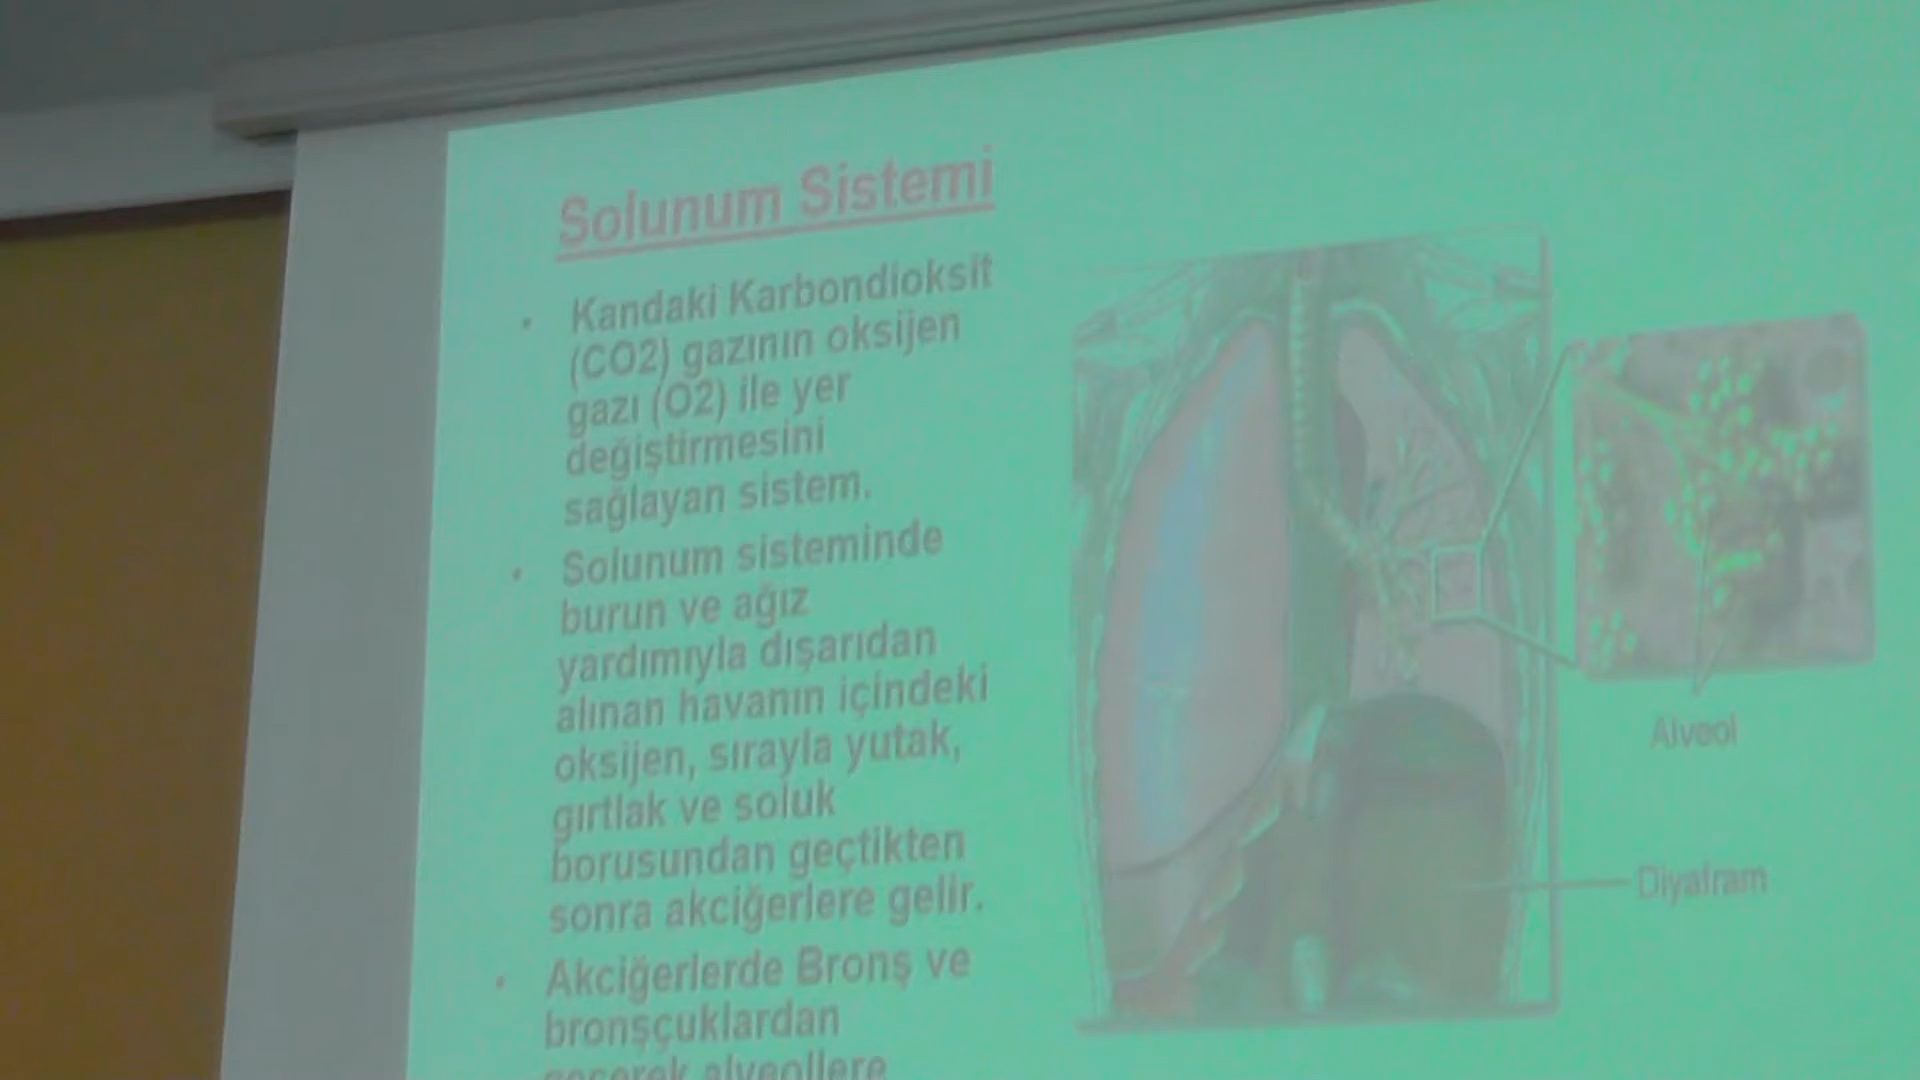 Solunum Sistemi
• Kandaki Karbondioksit
(CO2) gazının oksijen
gazı (O2) ile yer
değiştirmesini
sağlayan sistem.
• Solunum sisteminde
burun ve ağız
yardımıyla dışarıdan
alınan havanın içindeki
oksijen, sırayla yutak,
gırtlak ve soluk
borusundan geçtikten
sonra akciğerlere gelir.
• Akciğerlerde Bronş ve
bronşçuklardan
geçerek alveollere
Alveol
Diyafram